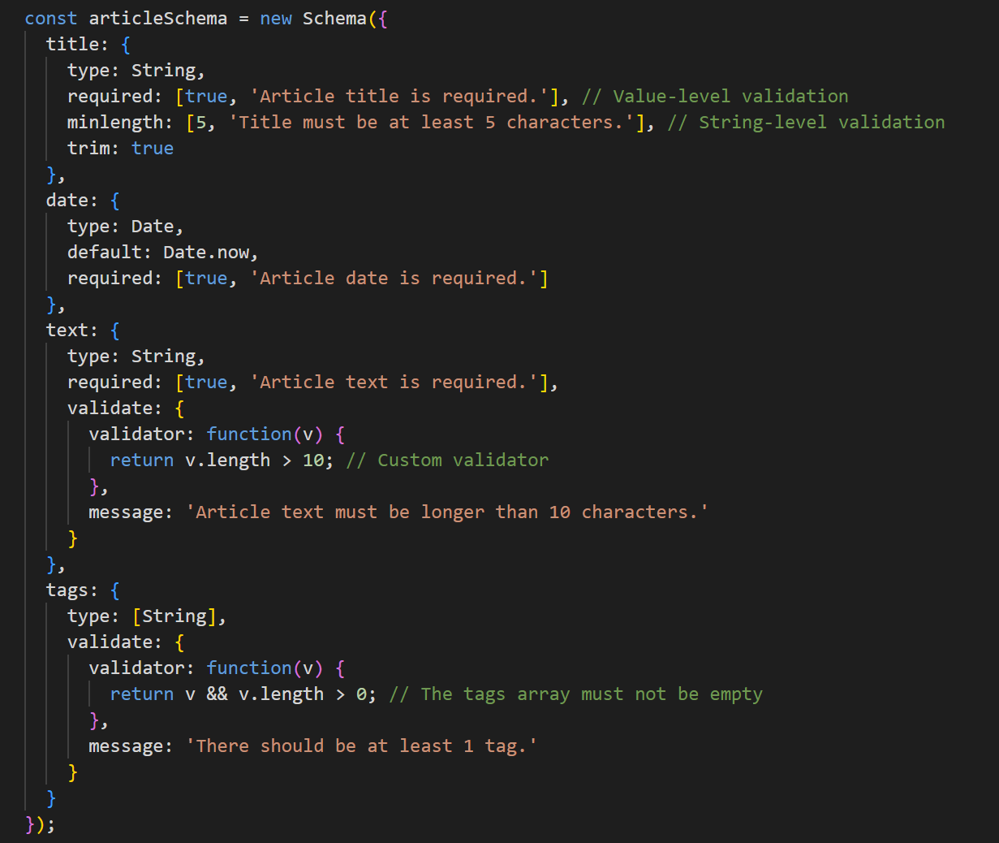 const articleSchema = new Schema({
  title: {
    type: String,
    required: [true, 'Article title is required.'], // Value-level validation
    minlength: [5, 'Title must be at least 5 characters.'], // String-level validation
    trim: true
  },
  date: {
    type: Date,
    default: Date.now,
    required: [true, 'Article date is required.']
  },
  text: {
    type: String,
    required: [true, 'Article text is required.'],
    validate: {
      validator: function(v) {
        return v.length > 10; // Custom validator
      },
      message: 'Article text must be longer than 10 characters.'
    }
  },
  tags: {
    type: [String],
    validate: {
      validator: function(v) {
        return v && v.length > 0; // The tags array must not be empty
      },
      message: 'There should be at least 1 tag.'
    }
  }
});